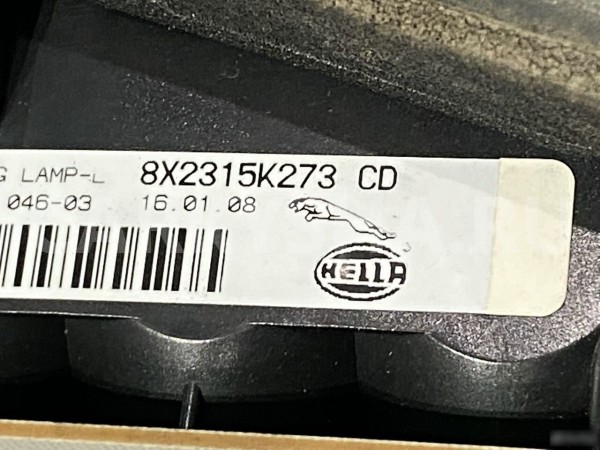 G LAMP-L 8X2315K273 CD
046-03 16.01.08
HELLA